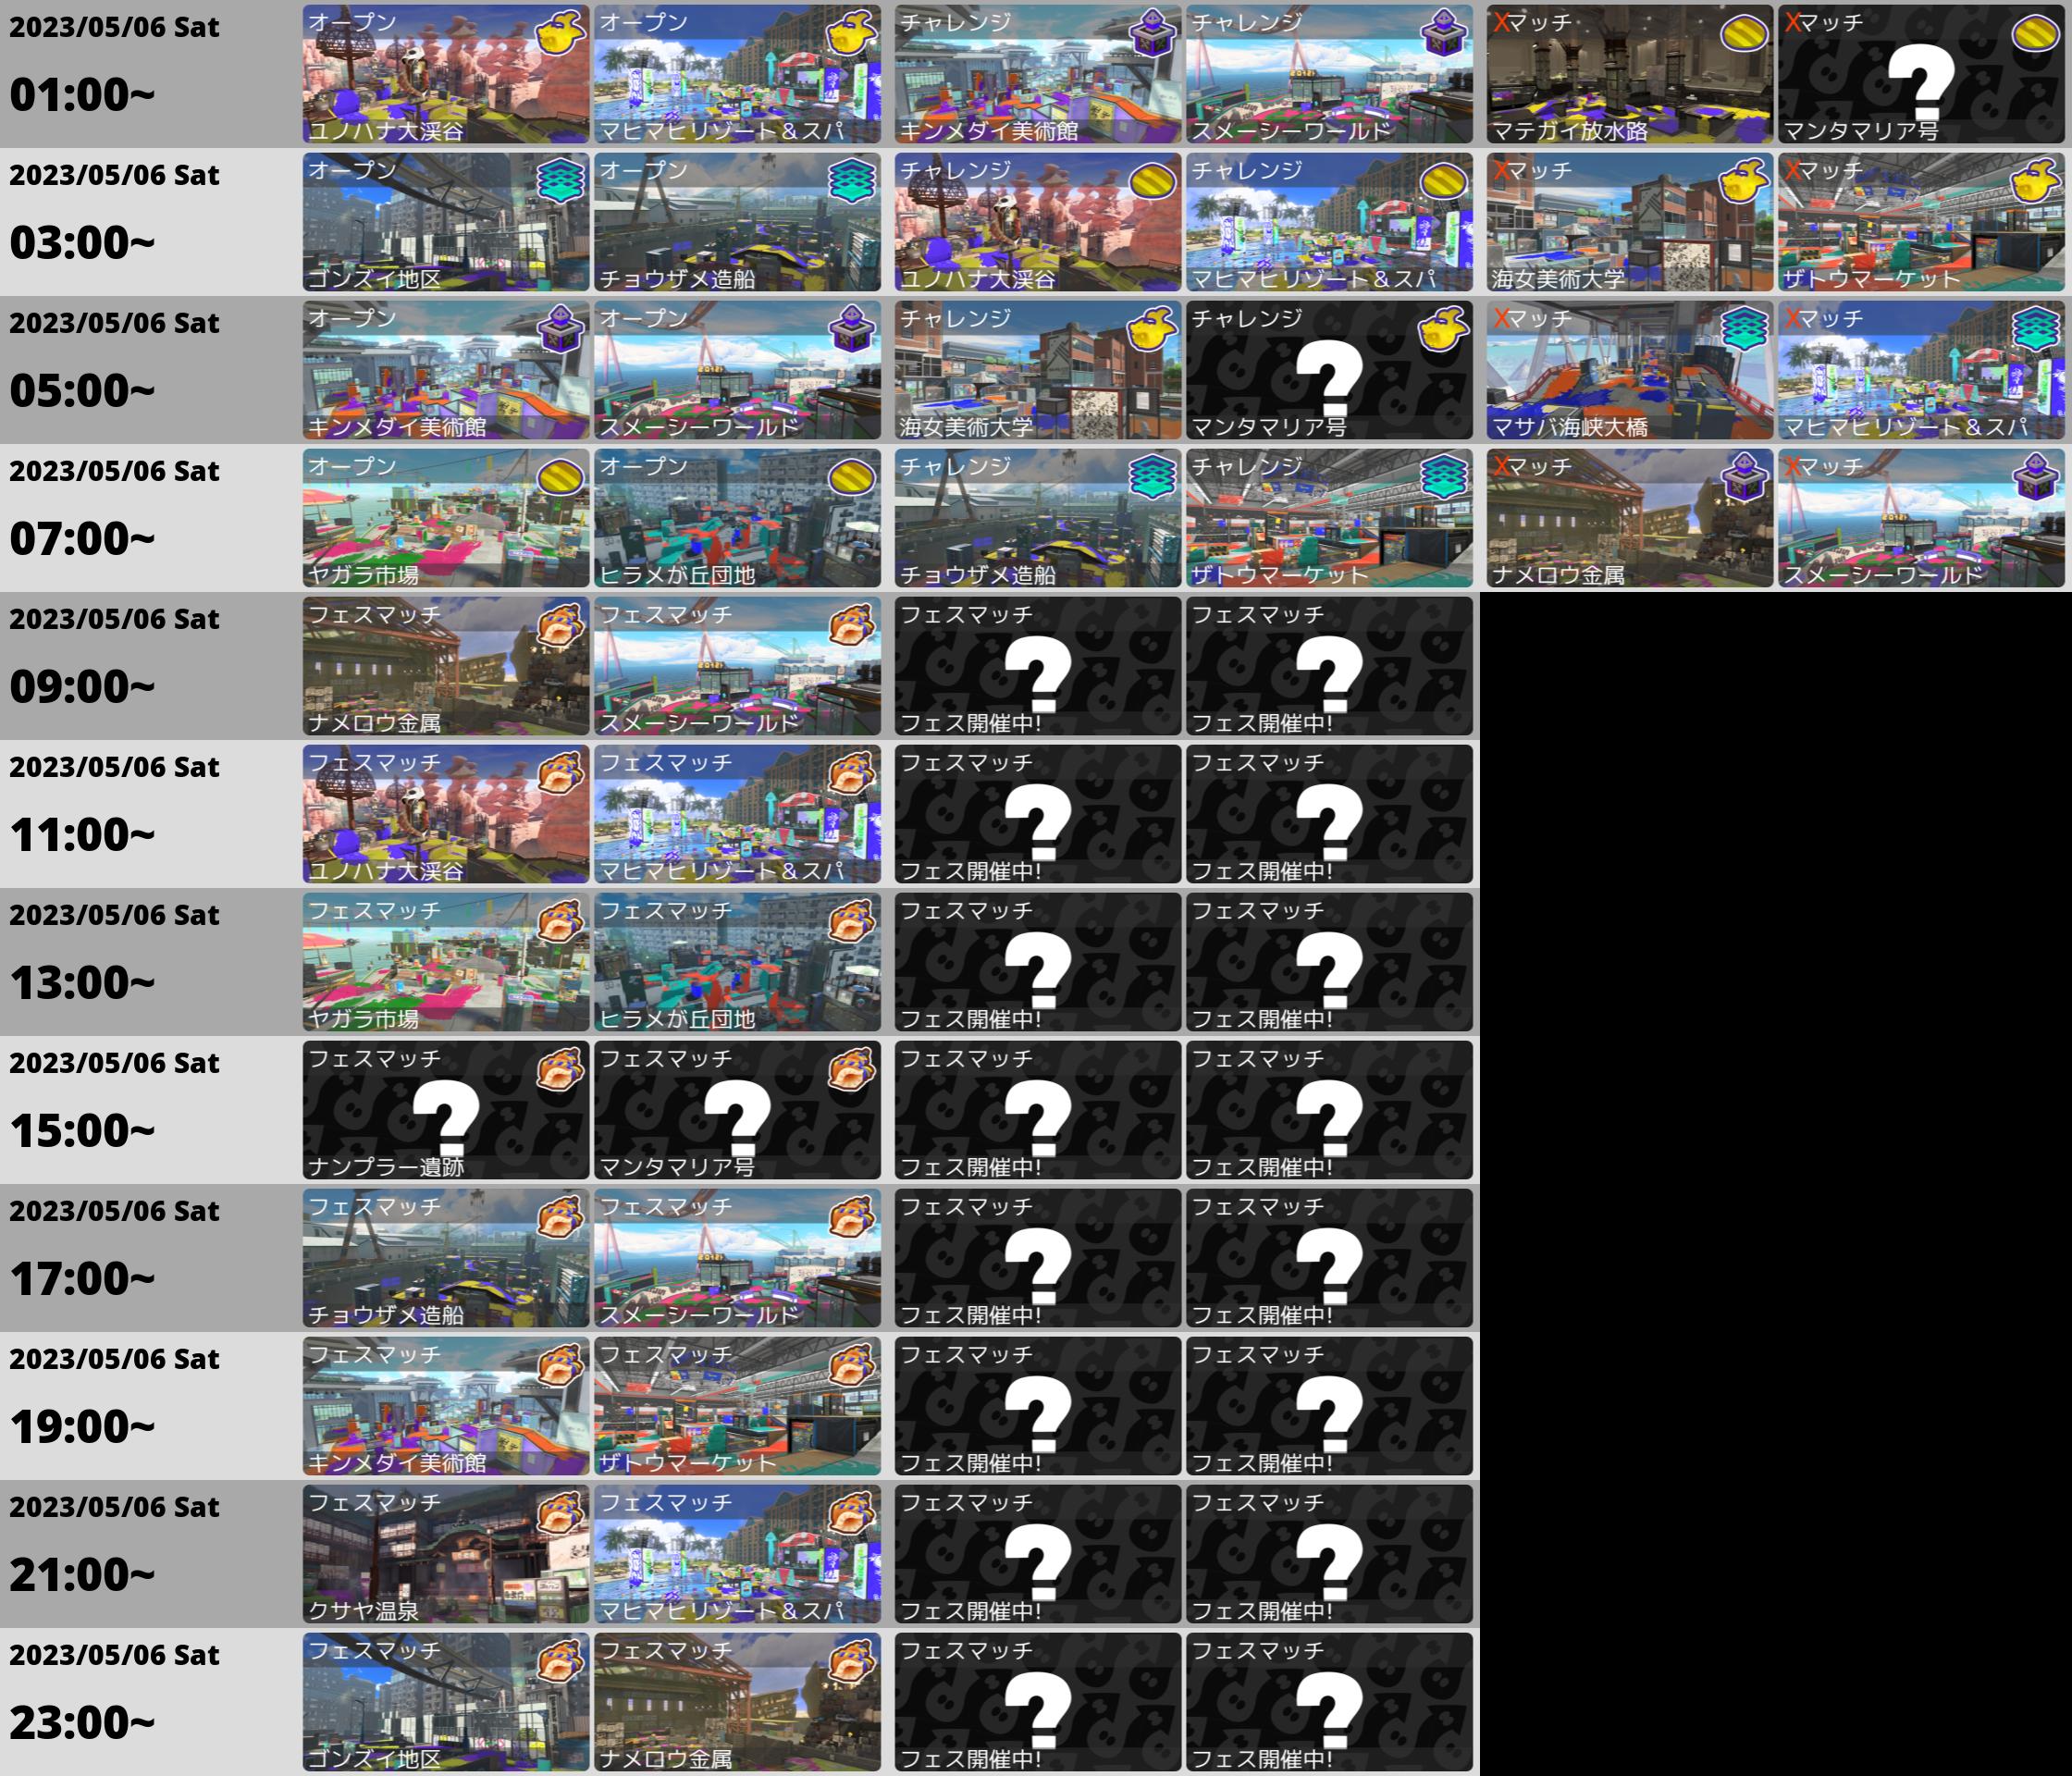 2023/05/06 Sat
01:00~
オープン
ユノハナ大渓谷
オープン
マヒマヒリゾート＆スパ
チャレンジ
キンメダイ美術館
チャレンジ
スメーシーワールド
Xマッチ
マテガイ放水路
Xマッチ
マンタマリア号
2023/05/06 Sat
03:00~
オープン
ゴンズイ地区
オープン
チョウザメ造船
チャレンジ
ユノハナ大渓谷
チャレンジ
マヒマヒリゾート＆スパ
Xマッチ
海女美術大学
Xマッチ
ザトウマーケット
2023/05/06 Sat
05:00~
オープン
キンメダイ美術館
オープン
スメーシーワールド
チャレンジ
海女美術大学
チャレンジ
マンタマリア号
Xマッチ
マサバ海峡大橋
Xマッチ
マヒマヒリゾート＆スパ
2023/05/06 Sat
07:00~
オープン
ヤガラ市場
オープン
ヒラメが丘団地
チャレンジ
チョウザメ造船
チャレンジ
ザトウマーケット
Xマッチ
ナメロウ金属
Xマッチ
スメーシーワールド
2023/05/06 Sat
09:00~
フェスマッチ
ナメロウ金属
フェスマッチ
スメーシーワールド
フェスマッチ
フェス開催中!
フェスマッチ
フェス開催中!
2023/05/06 Sat
11:00~
フェスマッチ
ユノハナ大渓谷
フェスマッチ
マヒマヒリゾート＆スパ
フェスマッチ
フェス開催中!
フェスマッチ
フェス開催中!
2023/05/06 Sat
13:00~
フェスマッチ
ヤガラ市場
フェスマッチ
ヒラメが丘団地
フェスマッチ
フェス開催中!
フェスマッチ
フェス開催中!
2023/05/06 Sat
15:00~
フェスマッチ
ナンプラー遺跡
フェスマッチ
マンタマリア号
フェスマッチ
フェス開催中!
フェスマッチ
フェス開催中!
2023/05/06 Sat
17:00~
フェスマッチ
チョウザメ造船
フェスマッチ
スメーシーワールド
フェスマッチ
フェス開催中!
フェスマッチ
フェス開催中!
2023/05/06 Sat
19:00~
フェスマッチ
キンメダイ美術館
フェスマッチ
ザトウマーケット
フェスマッチ
フェス開催中!
フェスマッチ
フェス開催中!
2023/05/06 Sat
21:00~
フェスマッチ
クサヤ温泉
フェスマッチ
マヒマヒリゾート＆スパ
フェスマッチ
フェス開催中!
フェスマッチ
フェス開催中!
2023/05/06 Sat
23:00~
フェスマッチ
ゴンズイ地区
フェスマッチ
ナメロウ金属
フェスマッチ
フェス開催中!
フェスマッチ
フェス開催中!